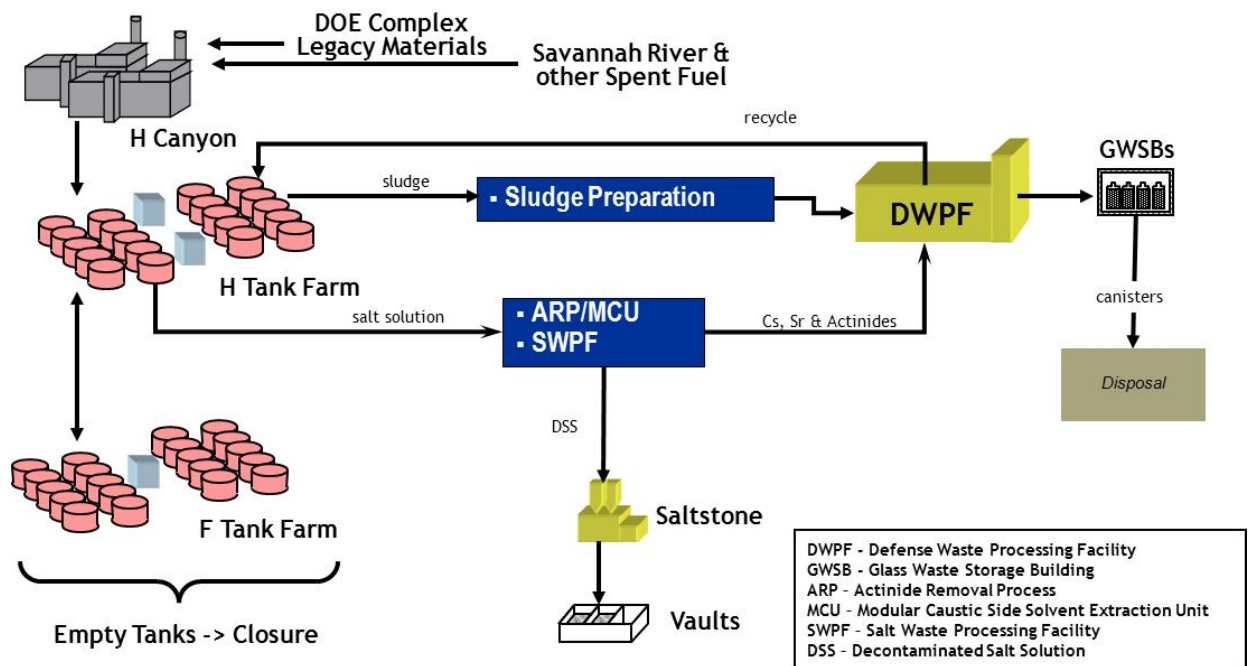 DOE Complex
Legacy Materials
Savannah River &
other Spent Fuel
H Canyon
recycle
GWSBs
sludge
▪ Sludge Preparation
DWPF
H Tank Farm
salt solution
▪ ARP/MCU
▪ SWPF
Cs, Sr & Actinides
canisters
Disposal
DSS
Saltstone
F Tank Farm
Vaults
Empty Tanks -> Closure
DWPF - Defense Waste Processing Facility
GWSB - Glass Waste Storage Building
ARP – Actinide Removal Process
MCU – Modular Caustic Side Solvent Extraction Unit
SWPF – Salt Waste Processing Facility
DSS – Decontaminated Salt Solution